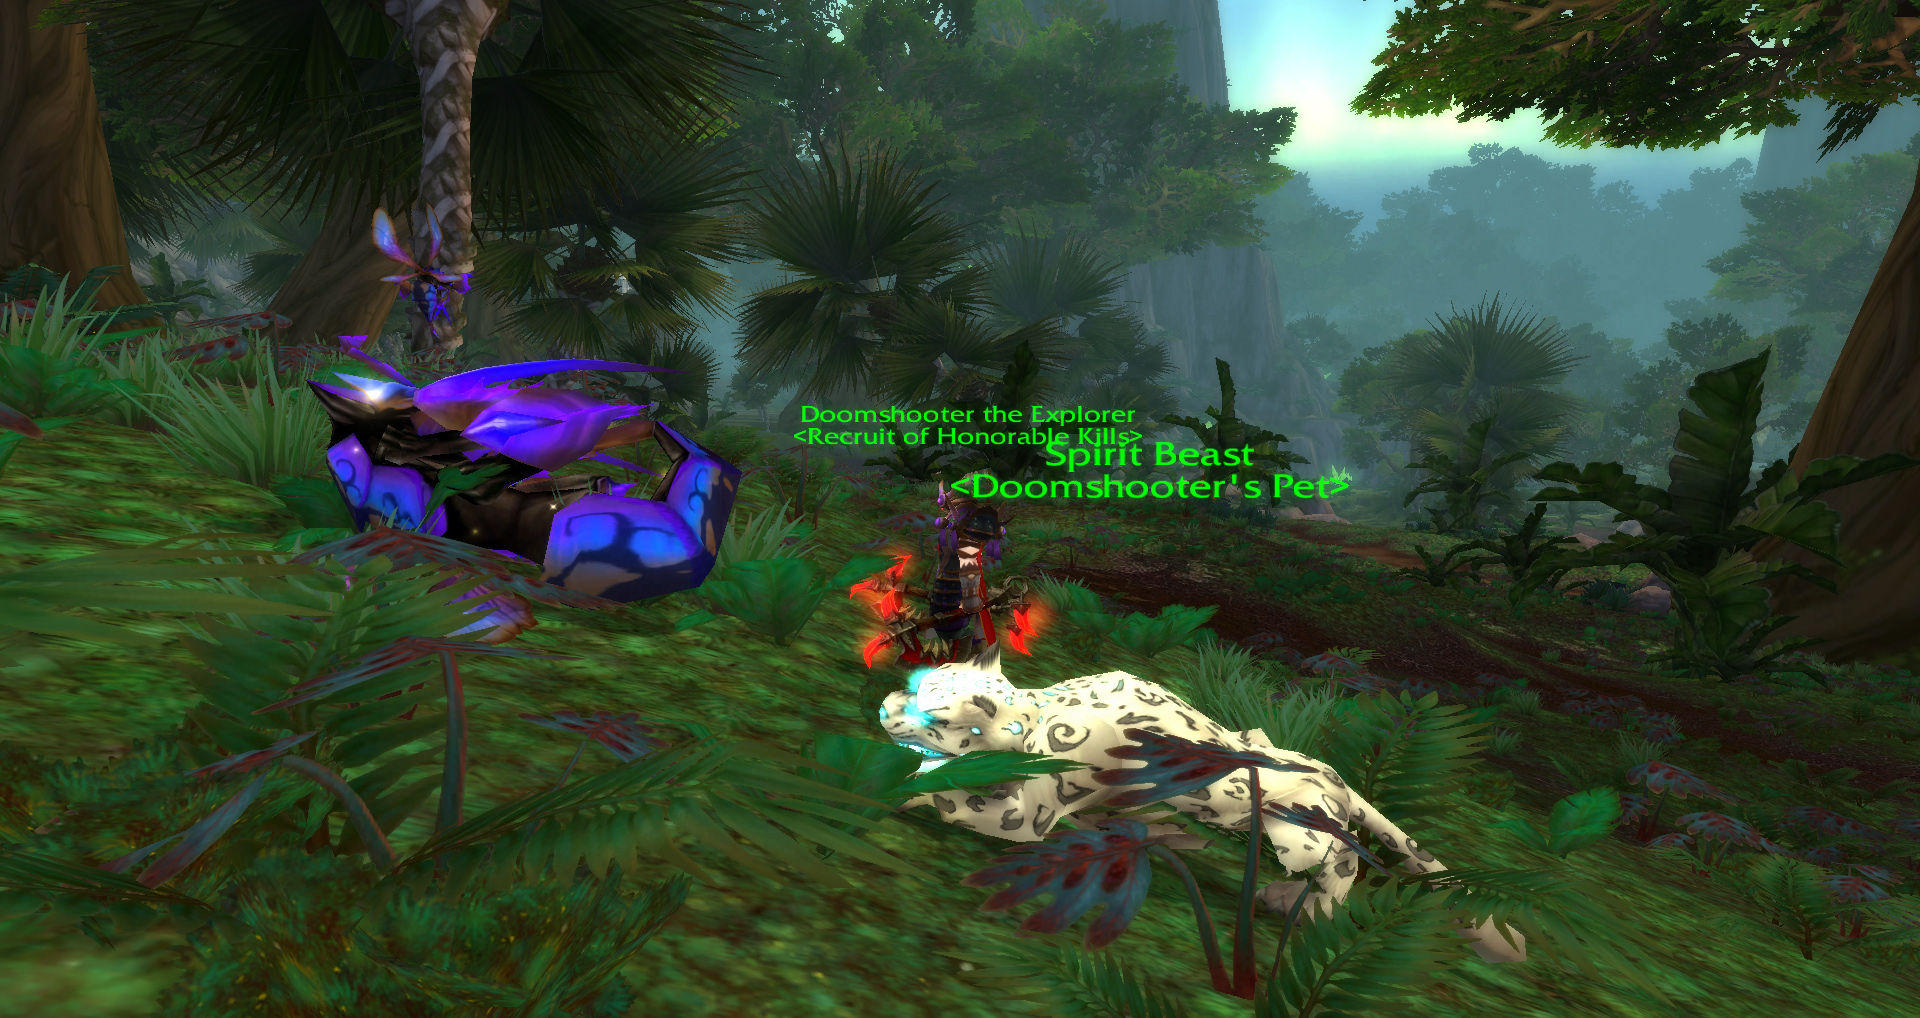 Doomshooter the Explorer
<Recruit of Honorable Kills>
Spirit Beast
<Doomshooter's Pet>